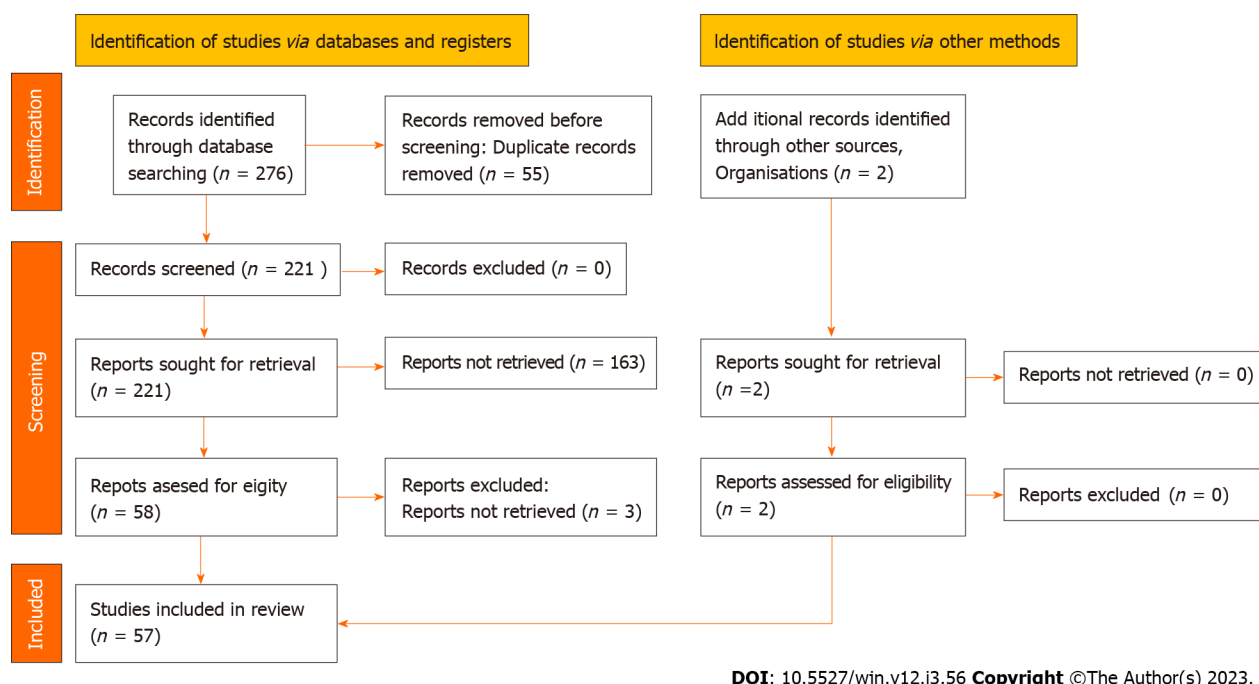 Identification of studies via databases and registers
Identification of studies via other methods
Identification
Records identified
through database
searching (n = 276)
Records removed before
screening: Duplicate records
removed (n = 55)
Add itional records identified
through other sources,
Organisations (n = 2)
Screening
Records screened (n = 221 )
Records excluded (n = 0)
Reports sought for retrieval
(n = 221)
Reports not retrieved (n = 163)
Reports sought for retrieval
(n =2)
Reports not retrieved (n = 0)
Repots asesed for eigity
(n = 58)
Reports excluded:
Reports not retrieved (n = 3)
Reports assessed for eligibility
(n = 2)
Reports excluded (n = 0)
Included
Studies included in review
(n = 57)
DOI: 10.5527/wjn.v12.i3.56 Copyright ©The Author(s) 2023.